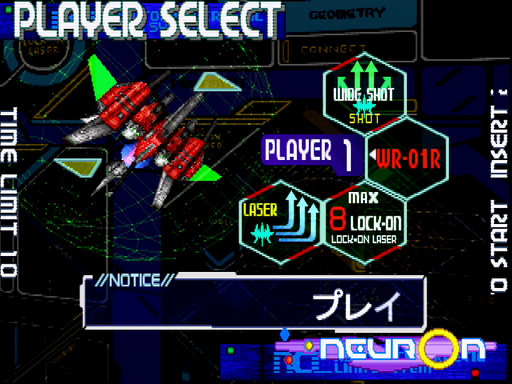 PLAYER SELECT
GEOMETRY
CONNECT
WIDE SHOT
SHOT
PLAYER 1
WR-01R
LASER
MAX
8 LOCK-ON
LOCK-ON LASER
TIME LIMIT 10
O START INSERT
//NOTICE//
プレイ
NEURON